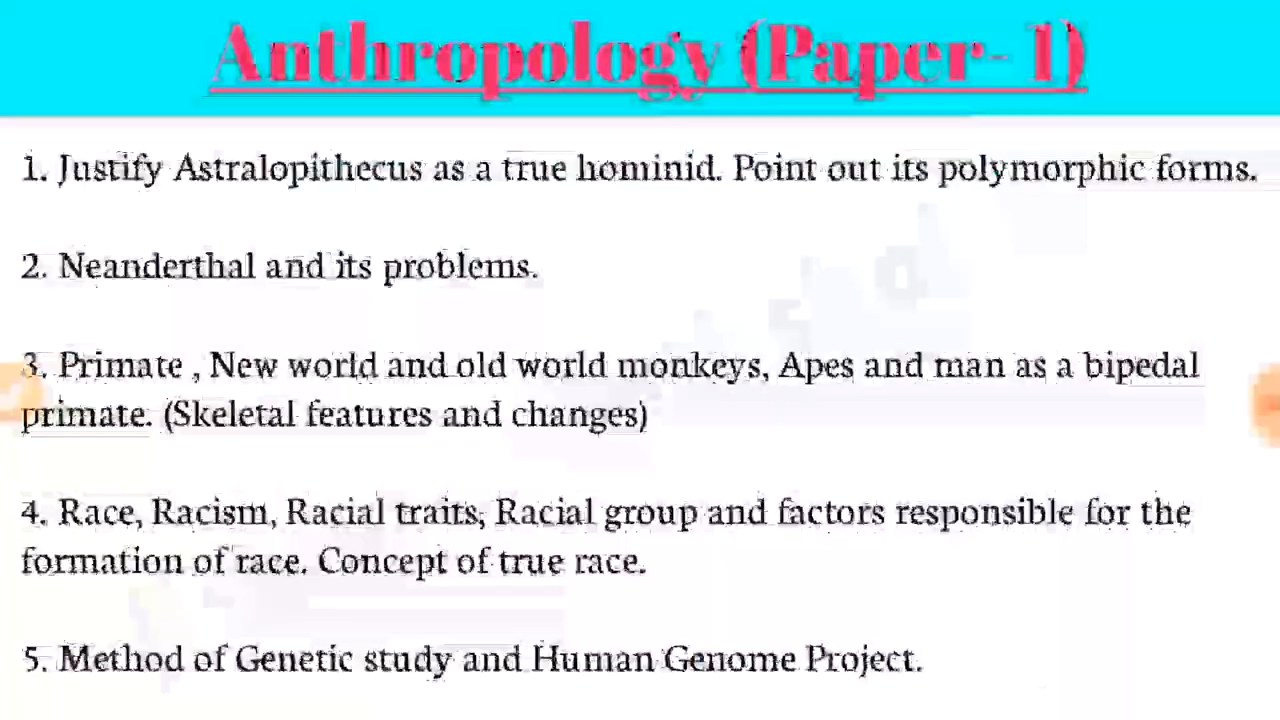 Anthropology (Paper- 1)
1. Justify Astralopithecus as a true hominid. Point out its polymorphic forms.
2. Neanderthal and its problems.
3. Primate , New world and old world monkeys, Apes and man as a bipedal
primate. (Skeletal features and changes)
4. Race, Racism, Racial traits, Racial group and factors responsible for the
formation of race. Concept of true race.
5. Method of Genetic study and Human Genome Project.